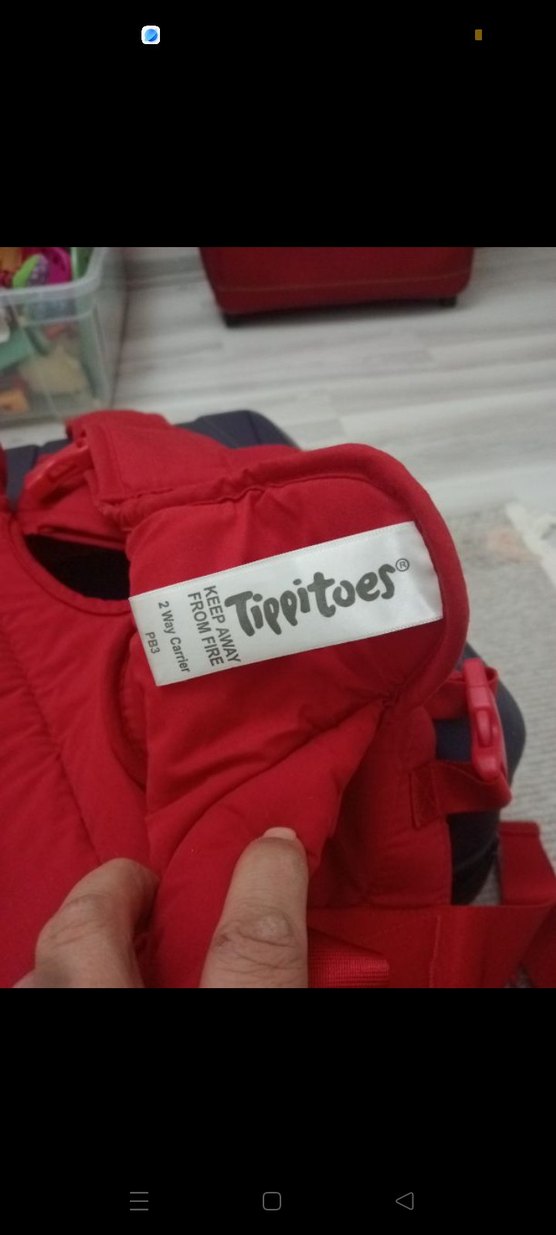 Tippitoes®
KEEP AWAY
FROM FIRE
2 Way Carrier
PB3